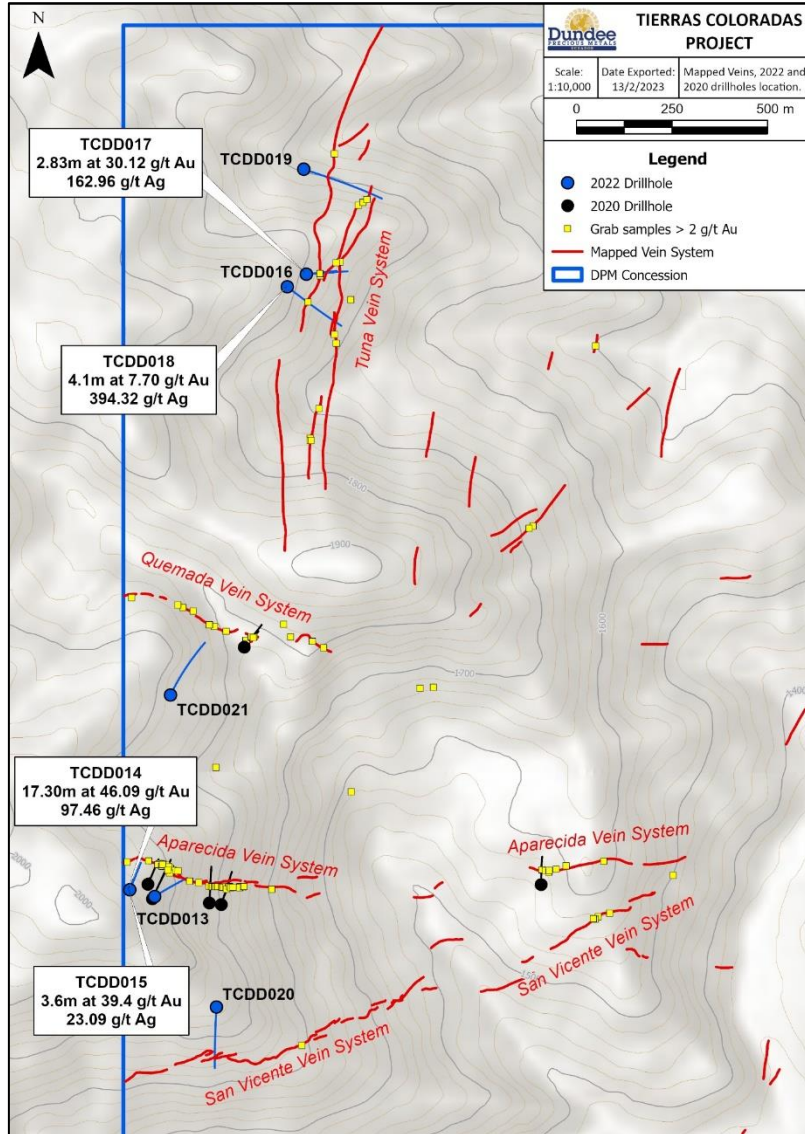 N
Dundee
PRECIOUS METALS
ECUADOR
TIERRAS COLORADAS
PROJECT
Scale:
1:10,000
Date Exported:
13/2/2023
Mapped Veins, 2022 and
2020 drillholes location.
0 250 500 m
Legend
2022 Drillhole
2020 Drillhole
Grab samples > 2 g/t Au
Mapped Vein System
DPM Concession
TCDD017
2.83m at 30.12 g/t Au
162.96 g/t Ag
TCDD019
TCDD016
Tuna Vein System
TCDD018
4.1m at 7.70 g/t Au
394.32 g/t Ag
1800
1900
Quemada Vein System
1600
1700
TCDD021
1400
TCDD014
17.30m at 46.09 g/t Au
97.46 g/t Ag
Aparecida Vein System
Aparecida Vein System
2000
2000
TCDD013
San Vicente Vein System
TCDD015
3.6m at 39.4 g/t Au
23.09 g/t Ag
TCDD020
San Vicente Vein System